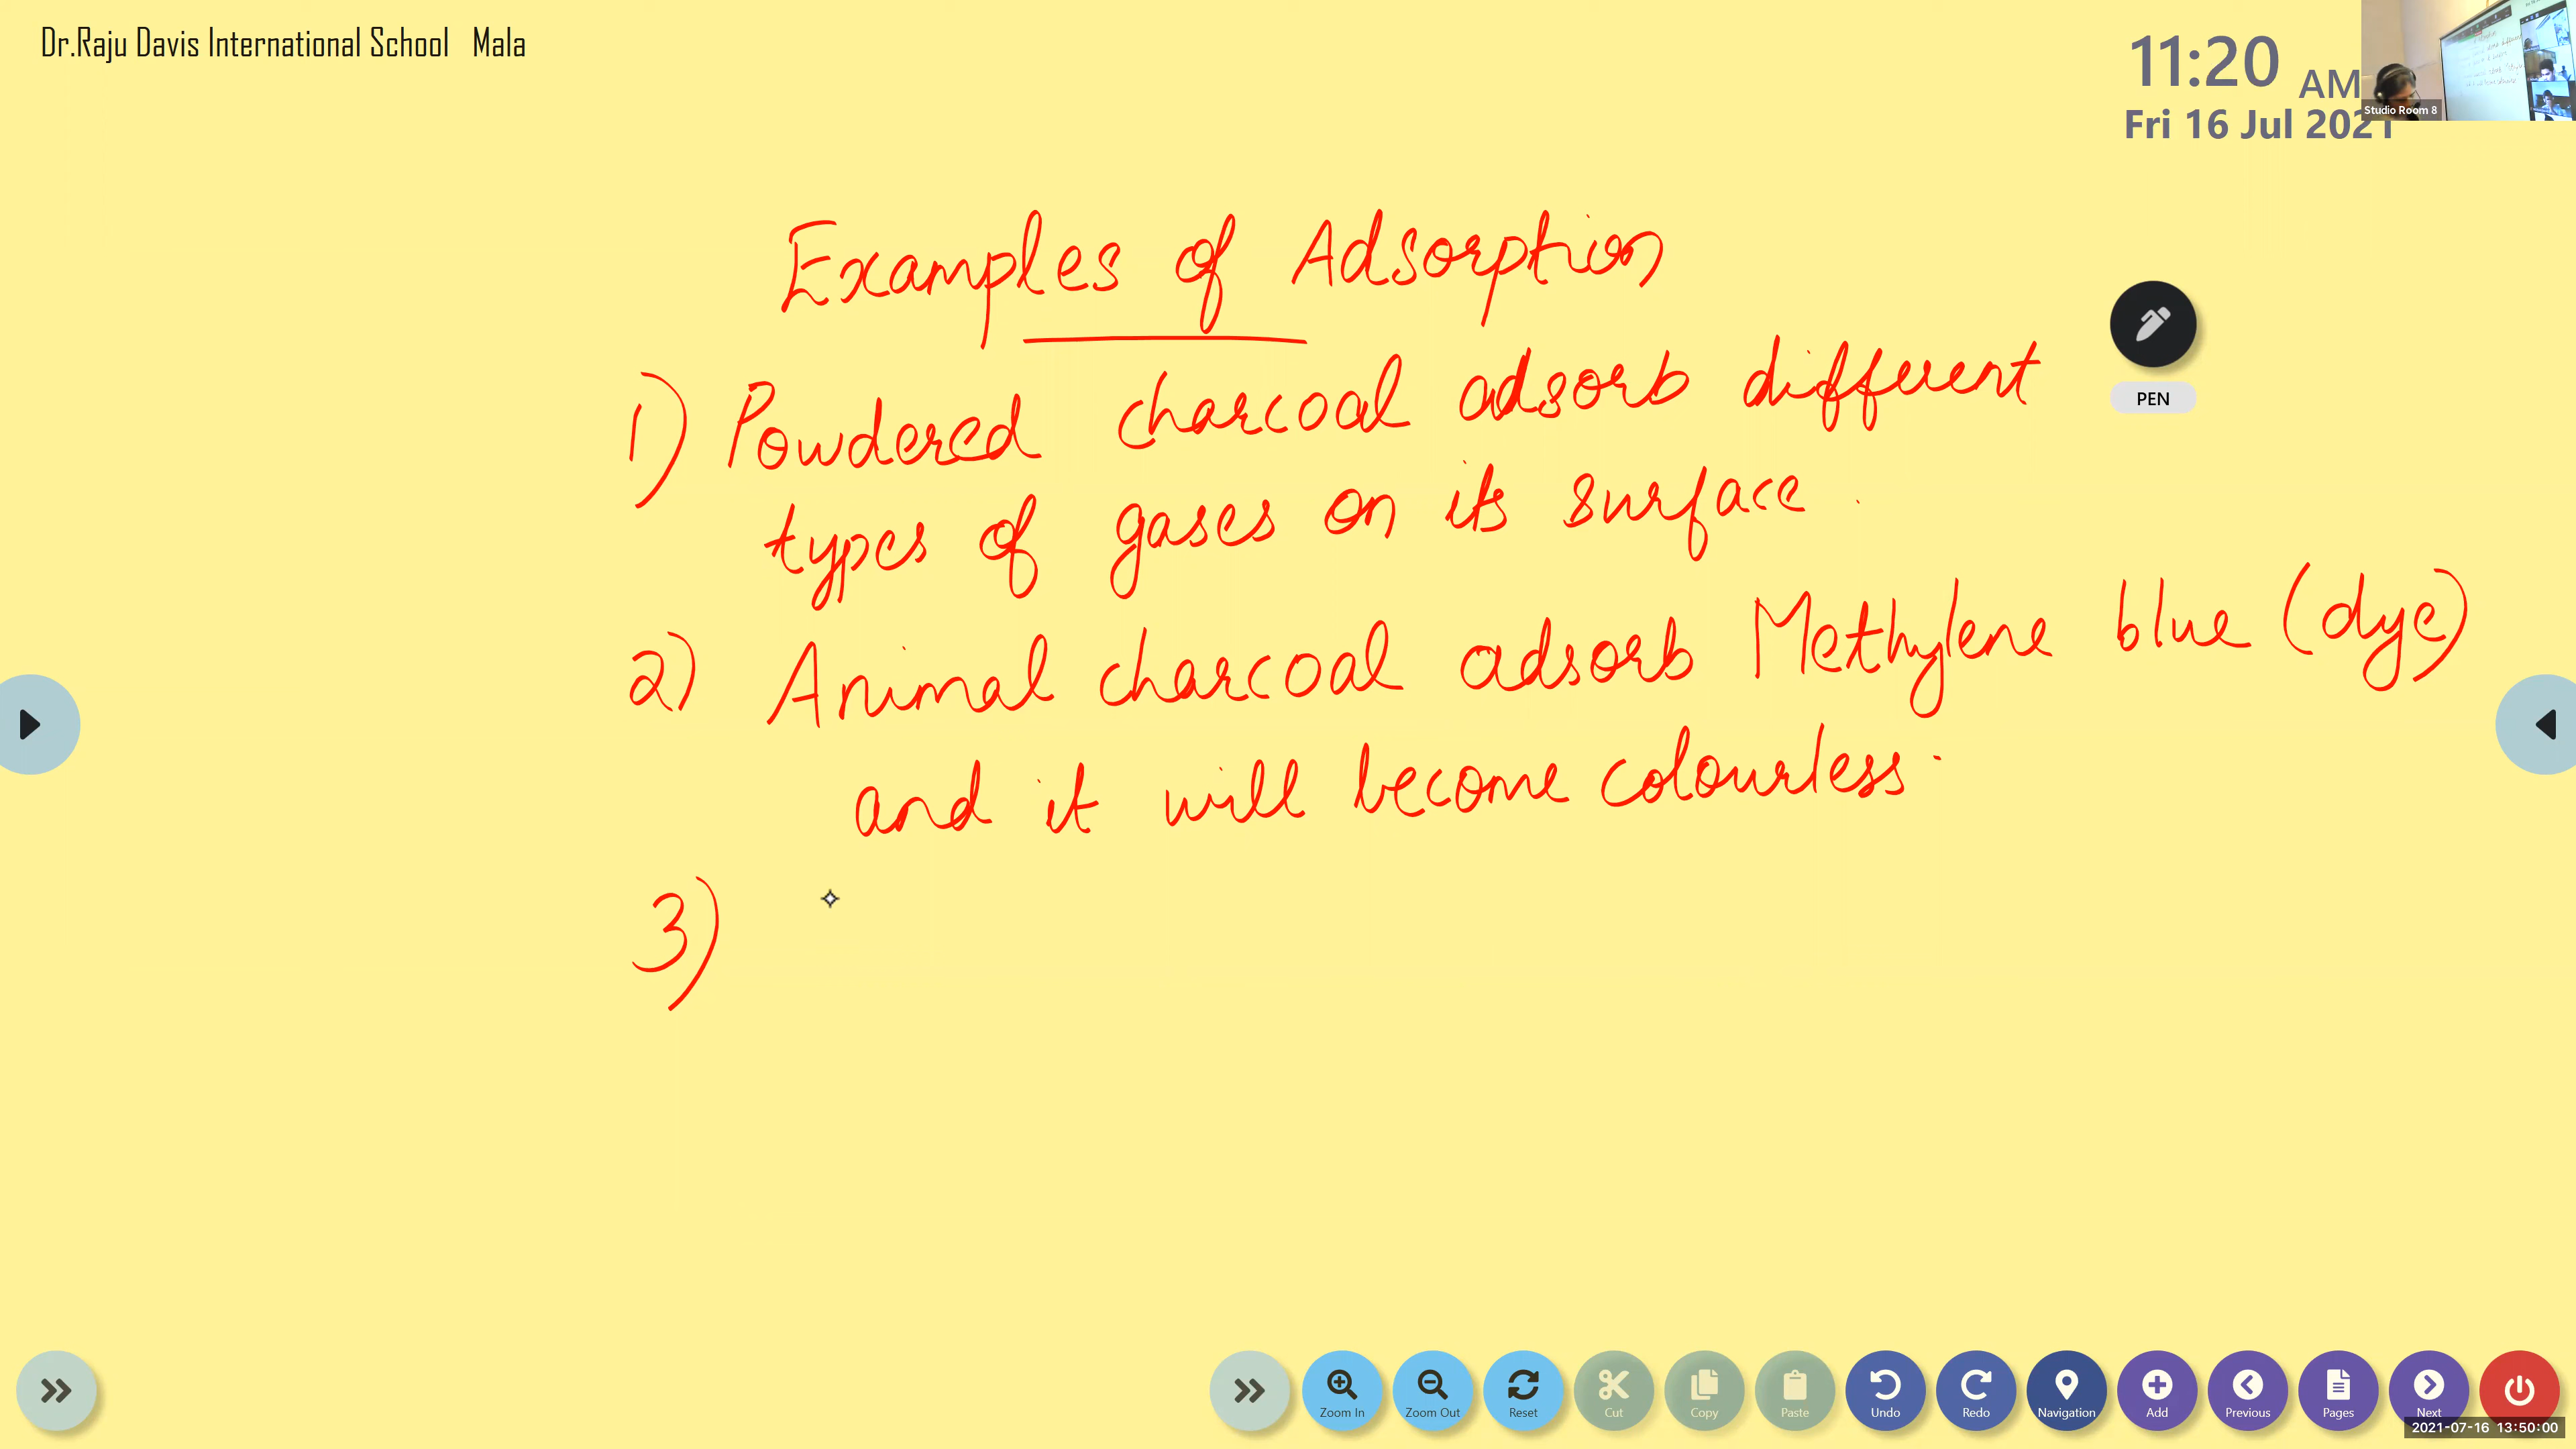 Dr.Raju Davis International School Mala
11:20 AM
Fri 16 Jul 2021
Studio Room 8
Examples of Adsorption
PEN
1) Powdered charcoal adsorb different
types of gases on its surface.
2) Animal charcoal adsorb Methylene blue (dye)
and it will become colourless.
3)
Zoom In Zoom Out Reset Cut Copy Paste Undo Redo Navigation Add Previous Pages Next
2021-07-16 13:50:00